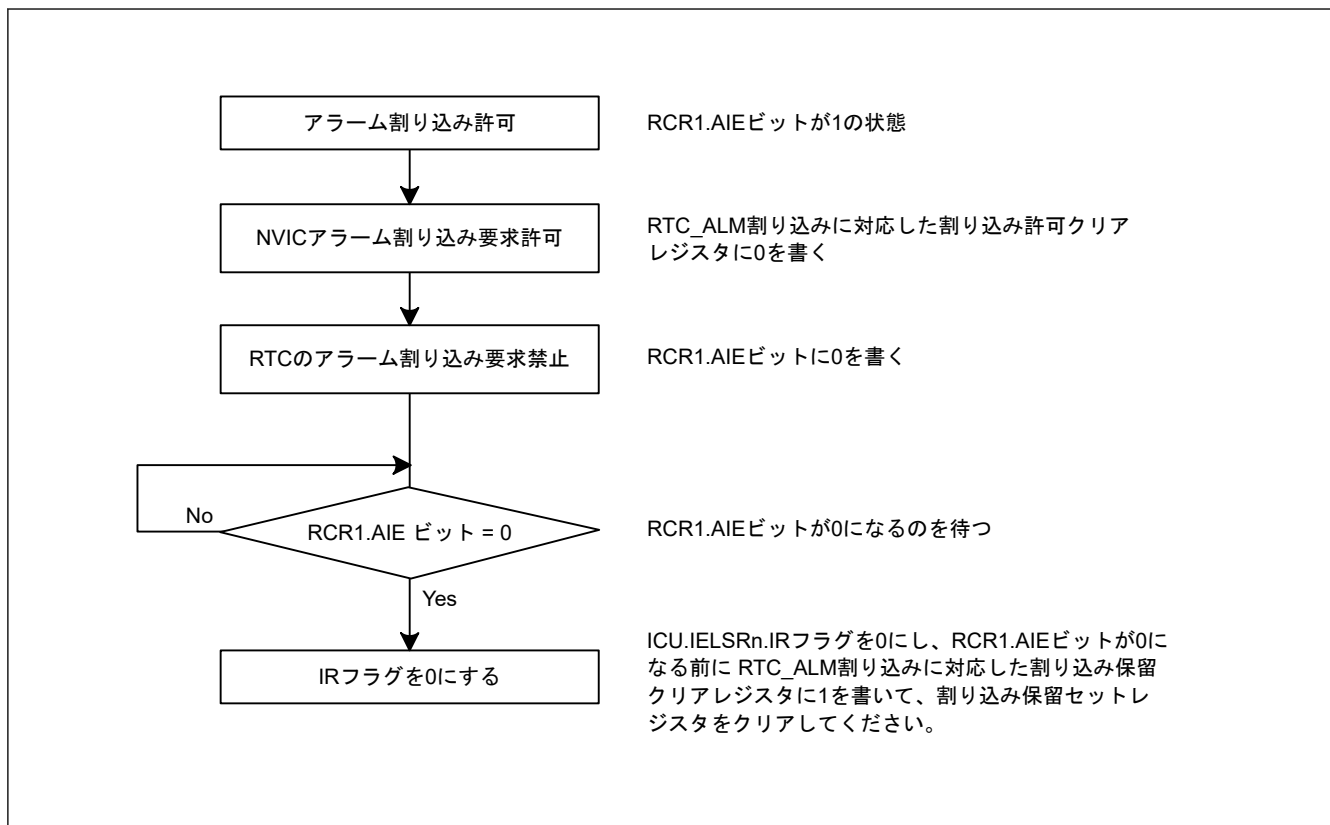 アラーム割り込み許可
RCR1.AIEビットが1の状態
NVICアラーム割り込み要求許可
RTC_ALM割り込みに対応した割り込み許可クリア
レジスタに0を書く
RTCのアラーム割り込み要求禁止
RCR1.AIEビットに0を書く
No
RCR1.AIE ビット = 0
RCR1.AIEビットが0になるのを待つ
Yes
IRフラグを0にする
ICU.IELSRn.IRフラグを0にし、RCR1.AIEビットが0に
なる前に RTC_ALM割り込みに対応した割り込み保留
クリアレジスタに1を書いて、割り込み保留セットレ
ジスタをクリアしてください。